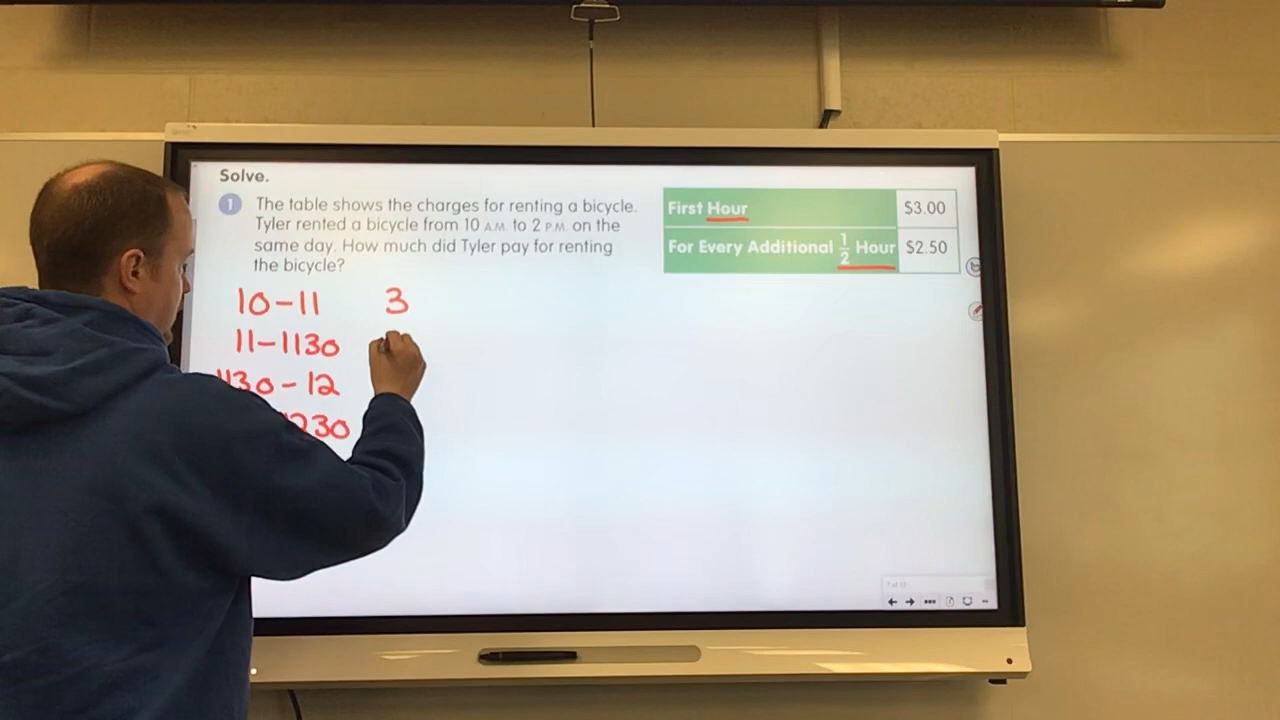 Solve.
1 The table shows the charges for renting a bicycle.
Tyler rented a bicycle from 10 A.M. to 2 P.M. on the
same day. How much did Tyler pay for renting
the bicycle?
First Hour $3.00
For Every Additional 1/2 Hour $2.50
10-11 3
11-1130
1130-12
1230